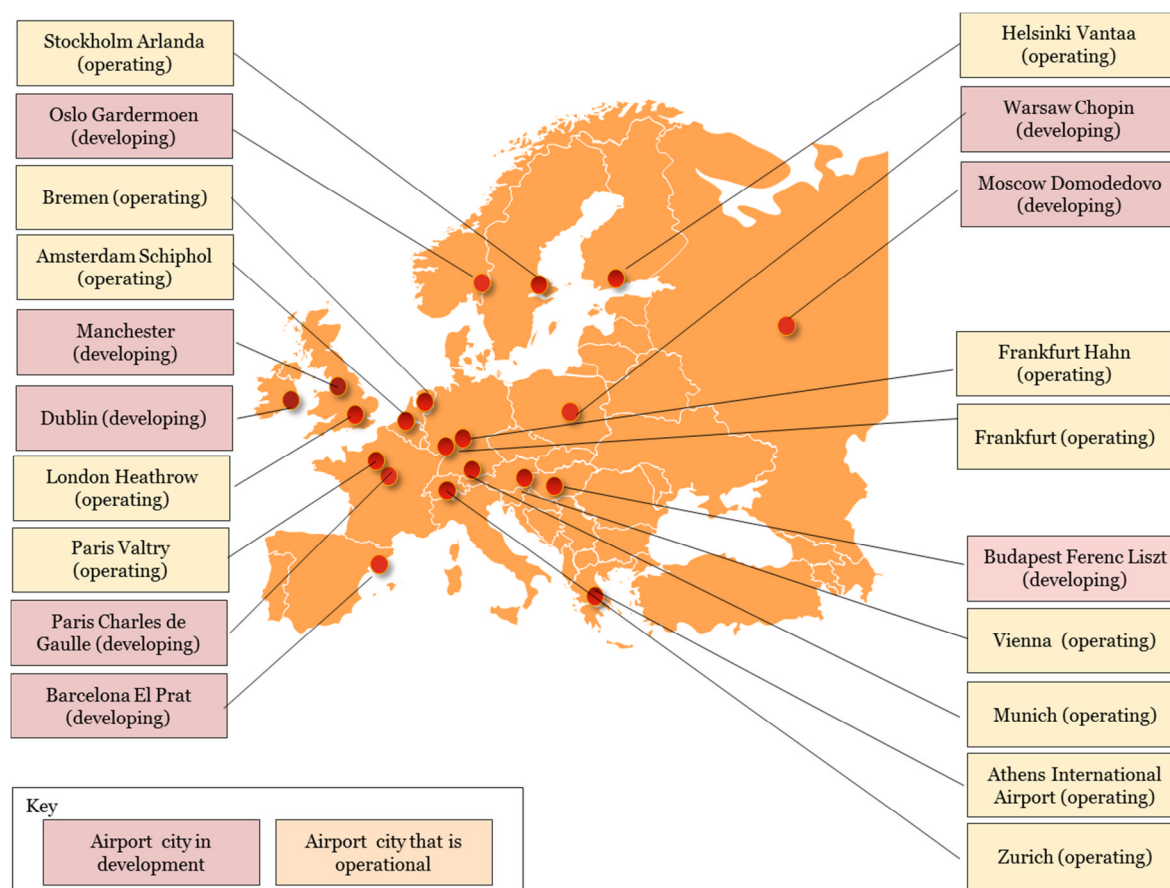 Stockholm Arlanda
(operating)
Oslo Gardermoen
(developing)
Bremen (operating)
Amsterdam Schiphol
(operating)
Manchester
(developing)
Dublin (developing)
London Heathrow
(operating)
Paris Valtry
(operating)
Paris Charles de
Gaulle (developing)
Barcelona El Prat
(developing)
Helsinki Vantaa
(operating)
Warsaw Chopin
(developing)
Moscow Domodedovo
(developing)
Frankfurt Hahn
(operating)
Frankfurt (operating)
Budapest Ferenc Liszt
(developing)
Vienna (operating)
Munich (operating)
Athens International
Airport (operating)
Zurich (operating)
Key
Airport city in
development
Airport city that is
operational